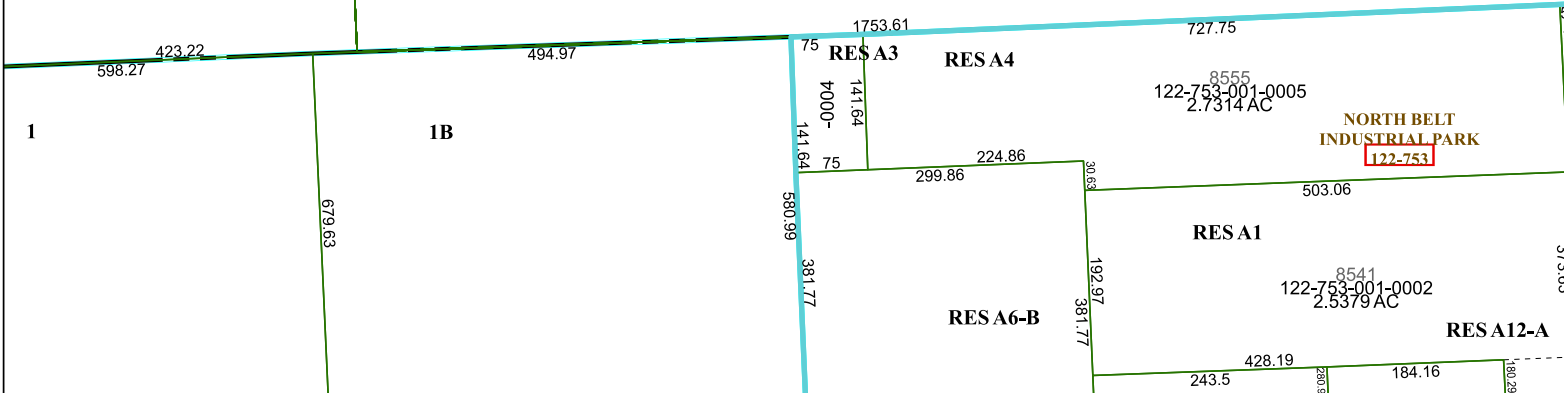 1753.61
423.22
598.27
494.97
75
727.75
RES A3
RES A4
8555
122-753-001-0005
2.7314 AC
-0004
141.64
141.64
NORTH BELT
INDUSTRIAL PARK
122-753
1
1B
75
224.86
299.86
30.63
503.06
679.63
580.99
RES A1
381.77
192.97
381.77
8541
122-753-001-0002
2.5379 AC
RES A6-B
RES A12-A
428.19
243.5
184.16
180.29